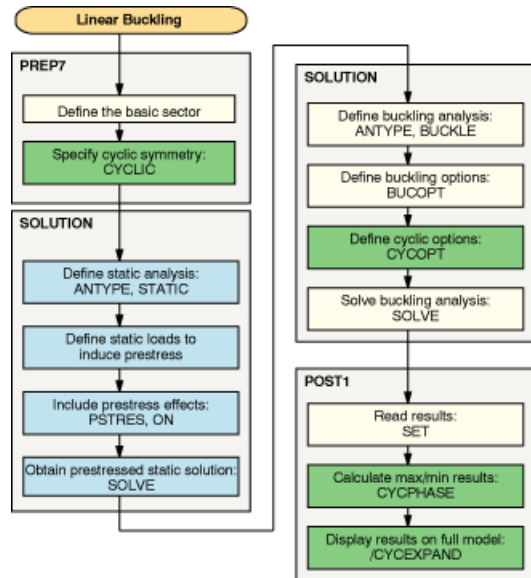 Linear Buckling
PREP7
Define the basic sector
Specify cyclic symmetry:
CYCLIC
SOLUTION
Define static analysis:
ANTYPE, STATIC
Define static loads to
induce prestress
Include prestress effects:
PSTRES, ON
Obtain prestressed static solution:
SOLVE
SOLUTION
Define buckling analysis:
ANTYPE, BUCKLE
Define buckling options:
BUCOPT
Define cyclic options:
CYCOPT
Solve buckling analysis:
SOLVE
POST1
Read results:
SET
Calculate max/min results:
CYCPHASE
Display results on full model:
/CYCEXPAND